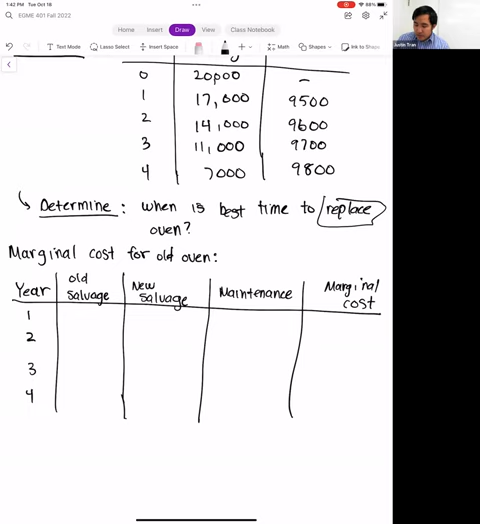 1:42 PM Tue Oct 18
68%
EGME 401 Fall 2022
Home Insert Draw View Class Notebook
Text Mode Lasso Select Insert Space Math Shapes Ink to Shape
Justin Tran
0 20000 -
1 17,000 9500
2 14,000 9600
3 11,000 9700
4 7000 9800
Determine: when is best time to replace
oven?
Marginal cost for old oven:
Year Old Salvage New Salvage Maintenance Marginal cost
1
2
3
4